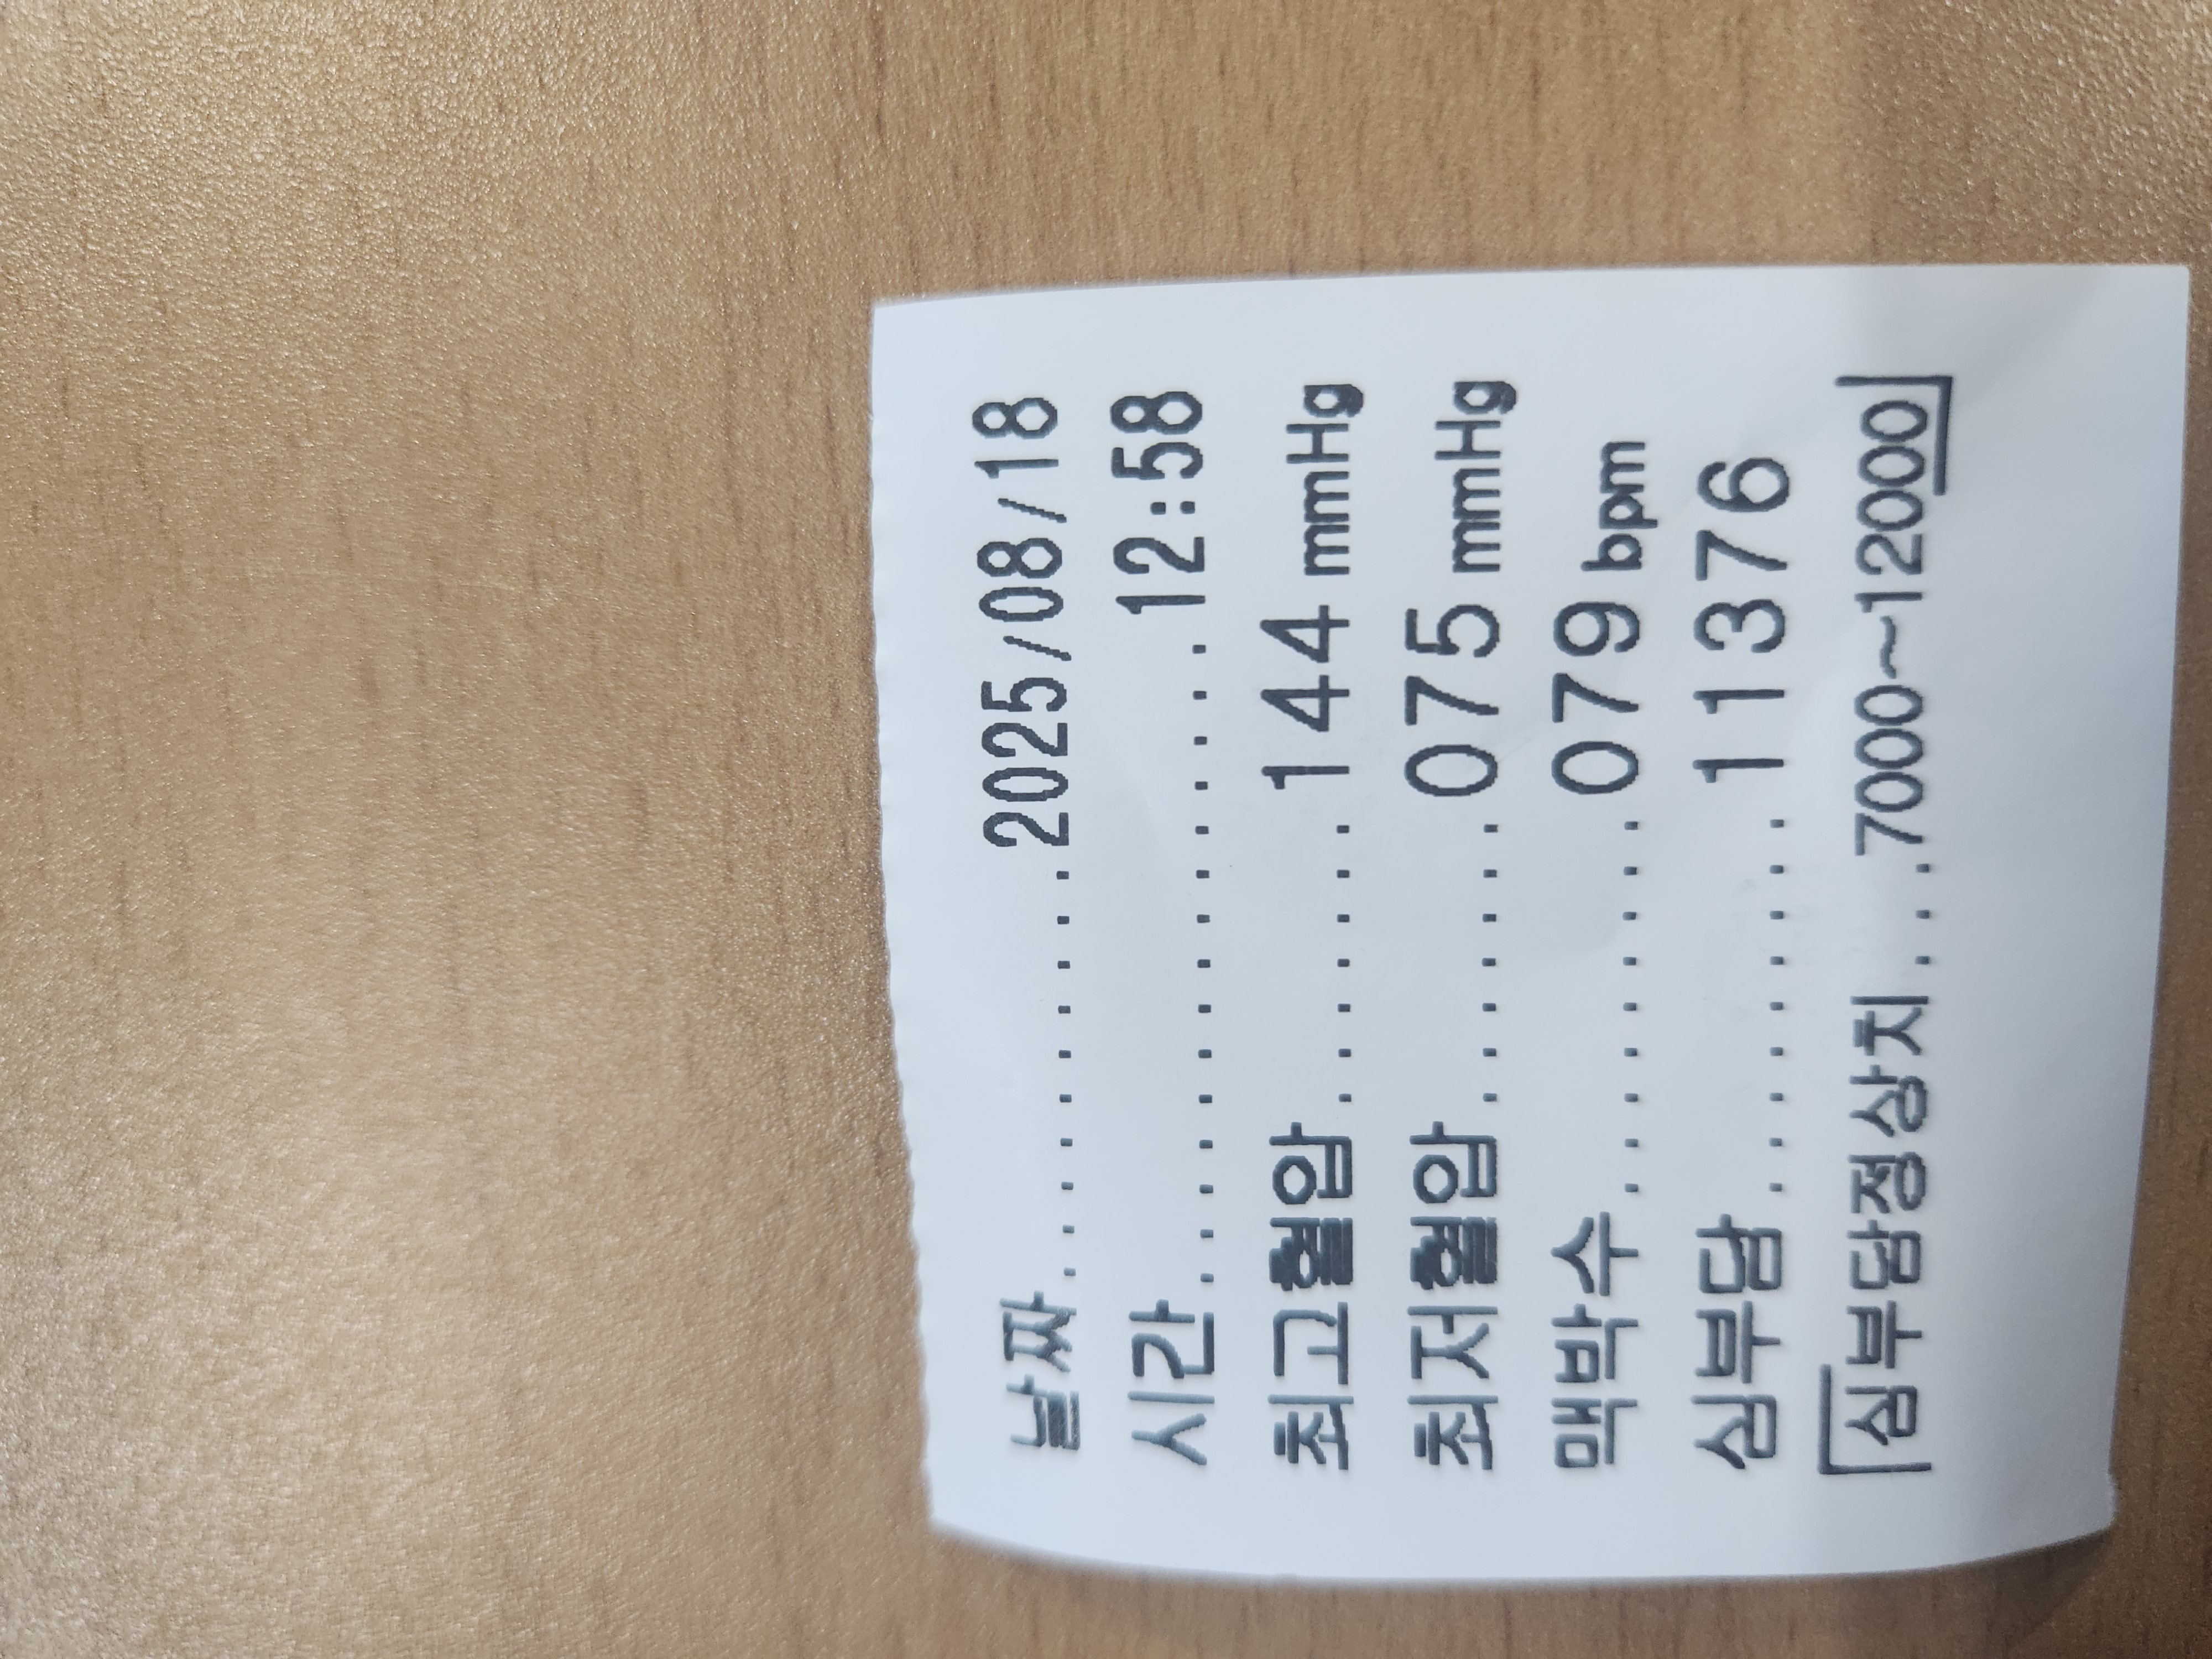 날짜...........2025/08/18
시간...............12:58
최고혈압.......144 mmHg
최저혈압.......075 mmHg
맥박수.........079 bpm
심부담.........11376
[심부담정상치...7000~12000]